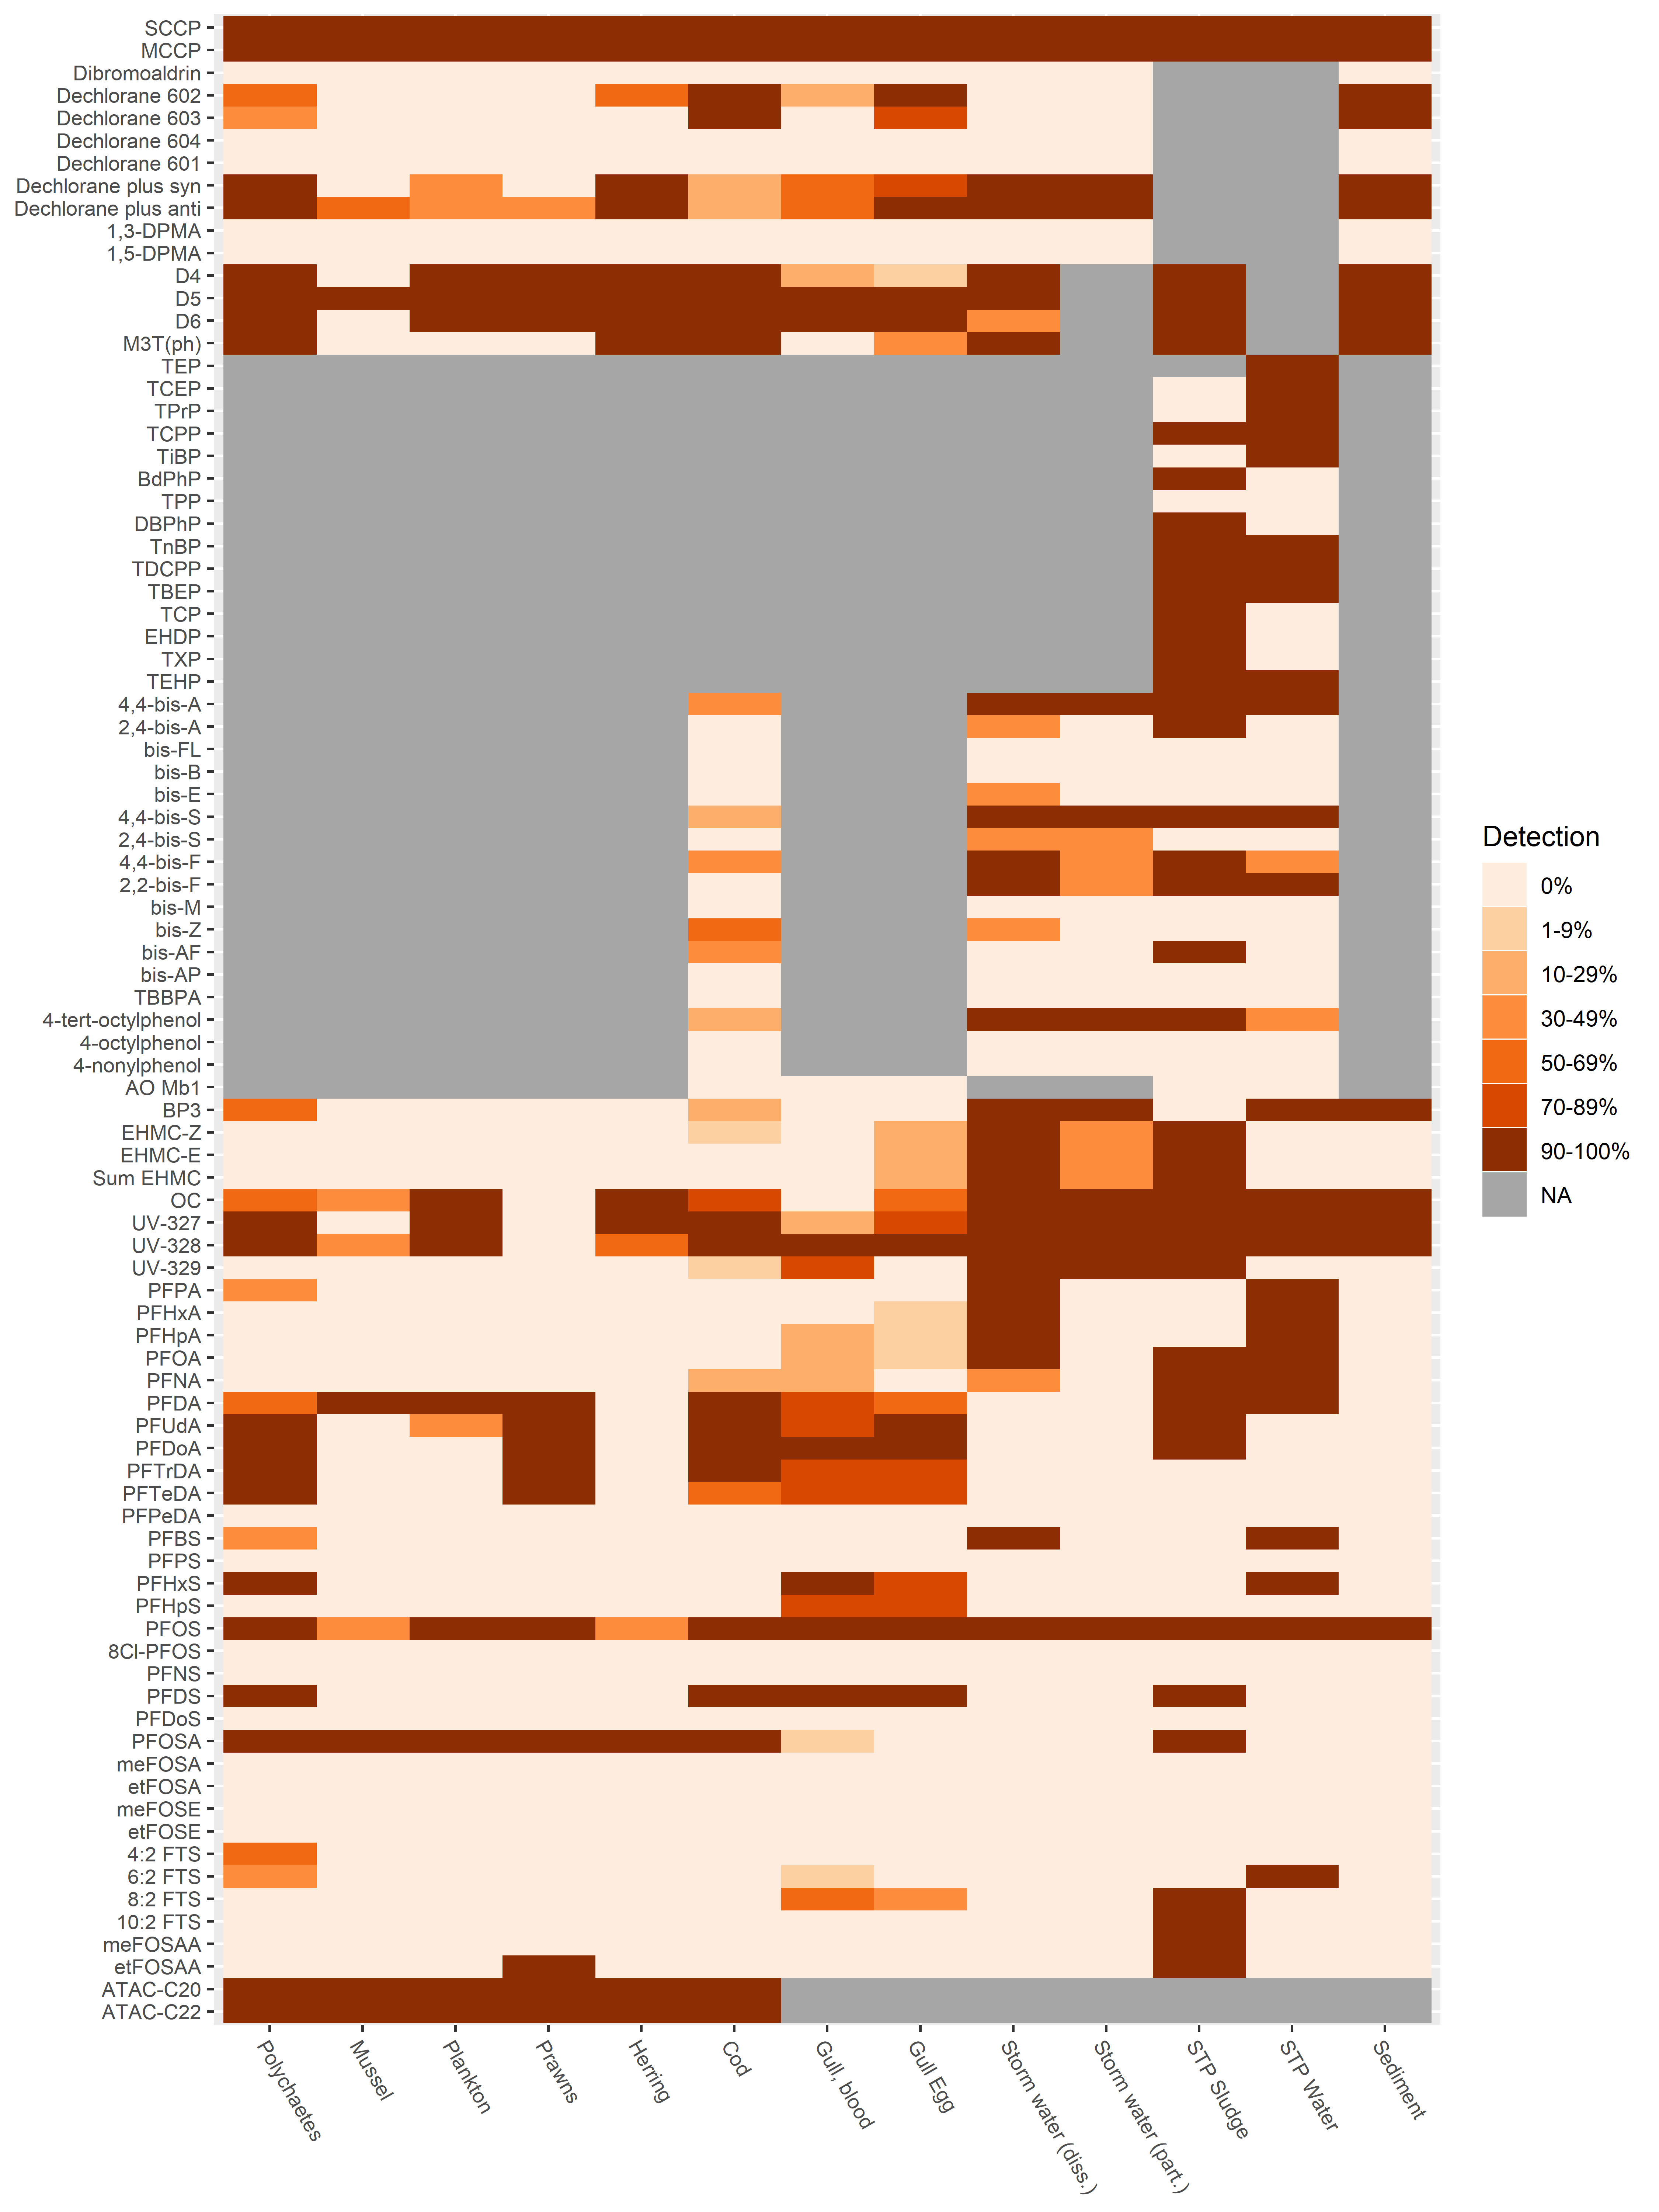 SCCP
MCCP
Dibromoaldrin
Dechlorane 602
Dechlorane 603
Dechlorane 604
Dechlorane 601
Dechlorane plus syn
Dechlorane plus anti
1,3-DPMA
1,5-DPMA
D4
D5
D6
M3T(ph)
TEP
TCEP
TPrP
TCPP
TiBP
BdPhP
TPP
DBPhP
TnBP
TDCPP
TBEP
TCP
EHDP
TXP
TEHP
4,4-bis-A
2,4-bis-A
bis-FL
bis-B
bis-E
4,4-bis-S
2,4-bis-S
4,4-bis-F
2,2-bis-F
bis-M
bis-Z
bis-AF
bis-AP
TBBPA
4-tert-octylphenol
4-octylphenol
4-nonylphenol
AO Mb1
BP3
EHMC-Z
EHMC-E
Sum EHMC
OC
UV-327
UV-328
UV-329
PFPA
PFHxA
PFHpA
PFOA
PFNA
PFDA
PFUdA
PFDoA
PFTrDA
PFTeDA
PFPeDA
PFBS
PFPS
PFHxS
PFHpS
PFOS
8Cl-PFOS
PFNS
PFDS
PFDoS
PFOSA
meFOSA
etFOSA
meFOSE
etFOSE
4:2 FTS
6:2 FTS
8:2 FTS
10:2 FTS
meFOSAA
etFOSAA
ATAC-C20
ATAC-C22
Polychaetes
Mussel
Plankton
Prawns
Herring
Cod
Gull, blood
Gull Egg
Storm water (diss.)
Storm water (part.)
STP Sludge
STP Water
Sediment
Detection
0%
1-9%
10-29%
30-49%
50-69%
70-89%
90-100%
NA